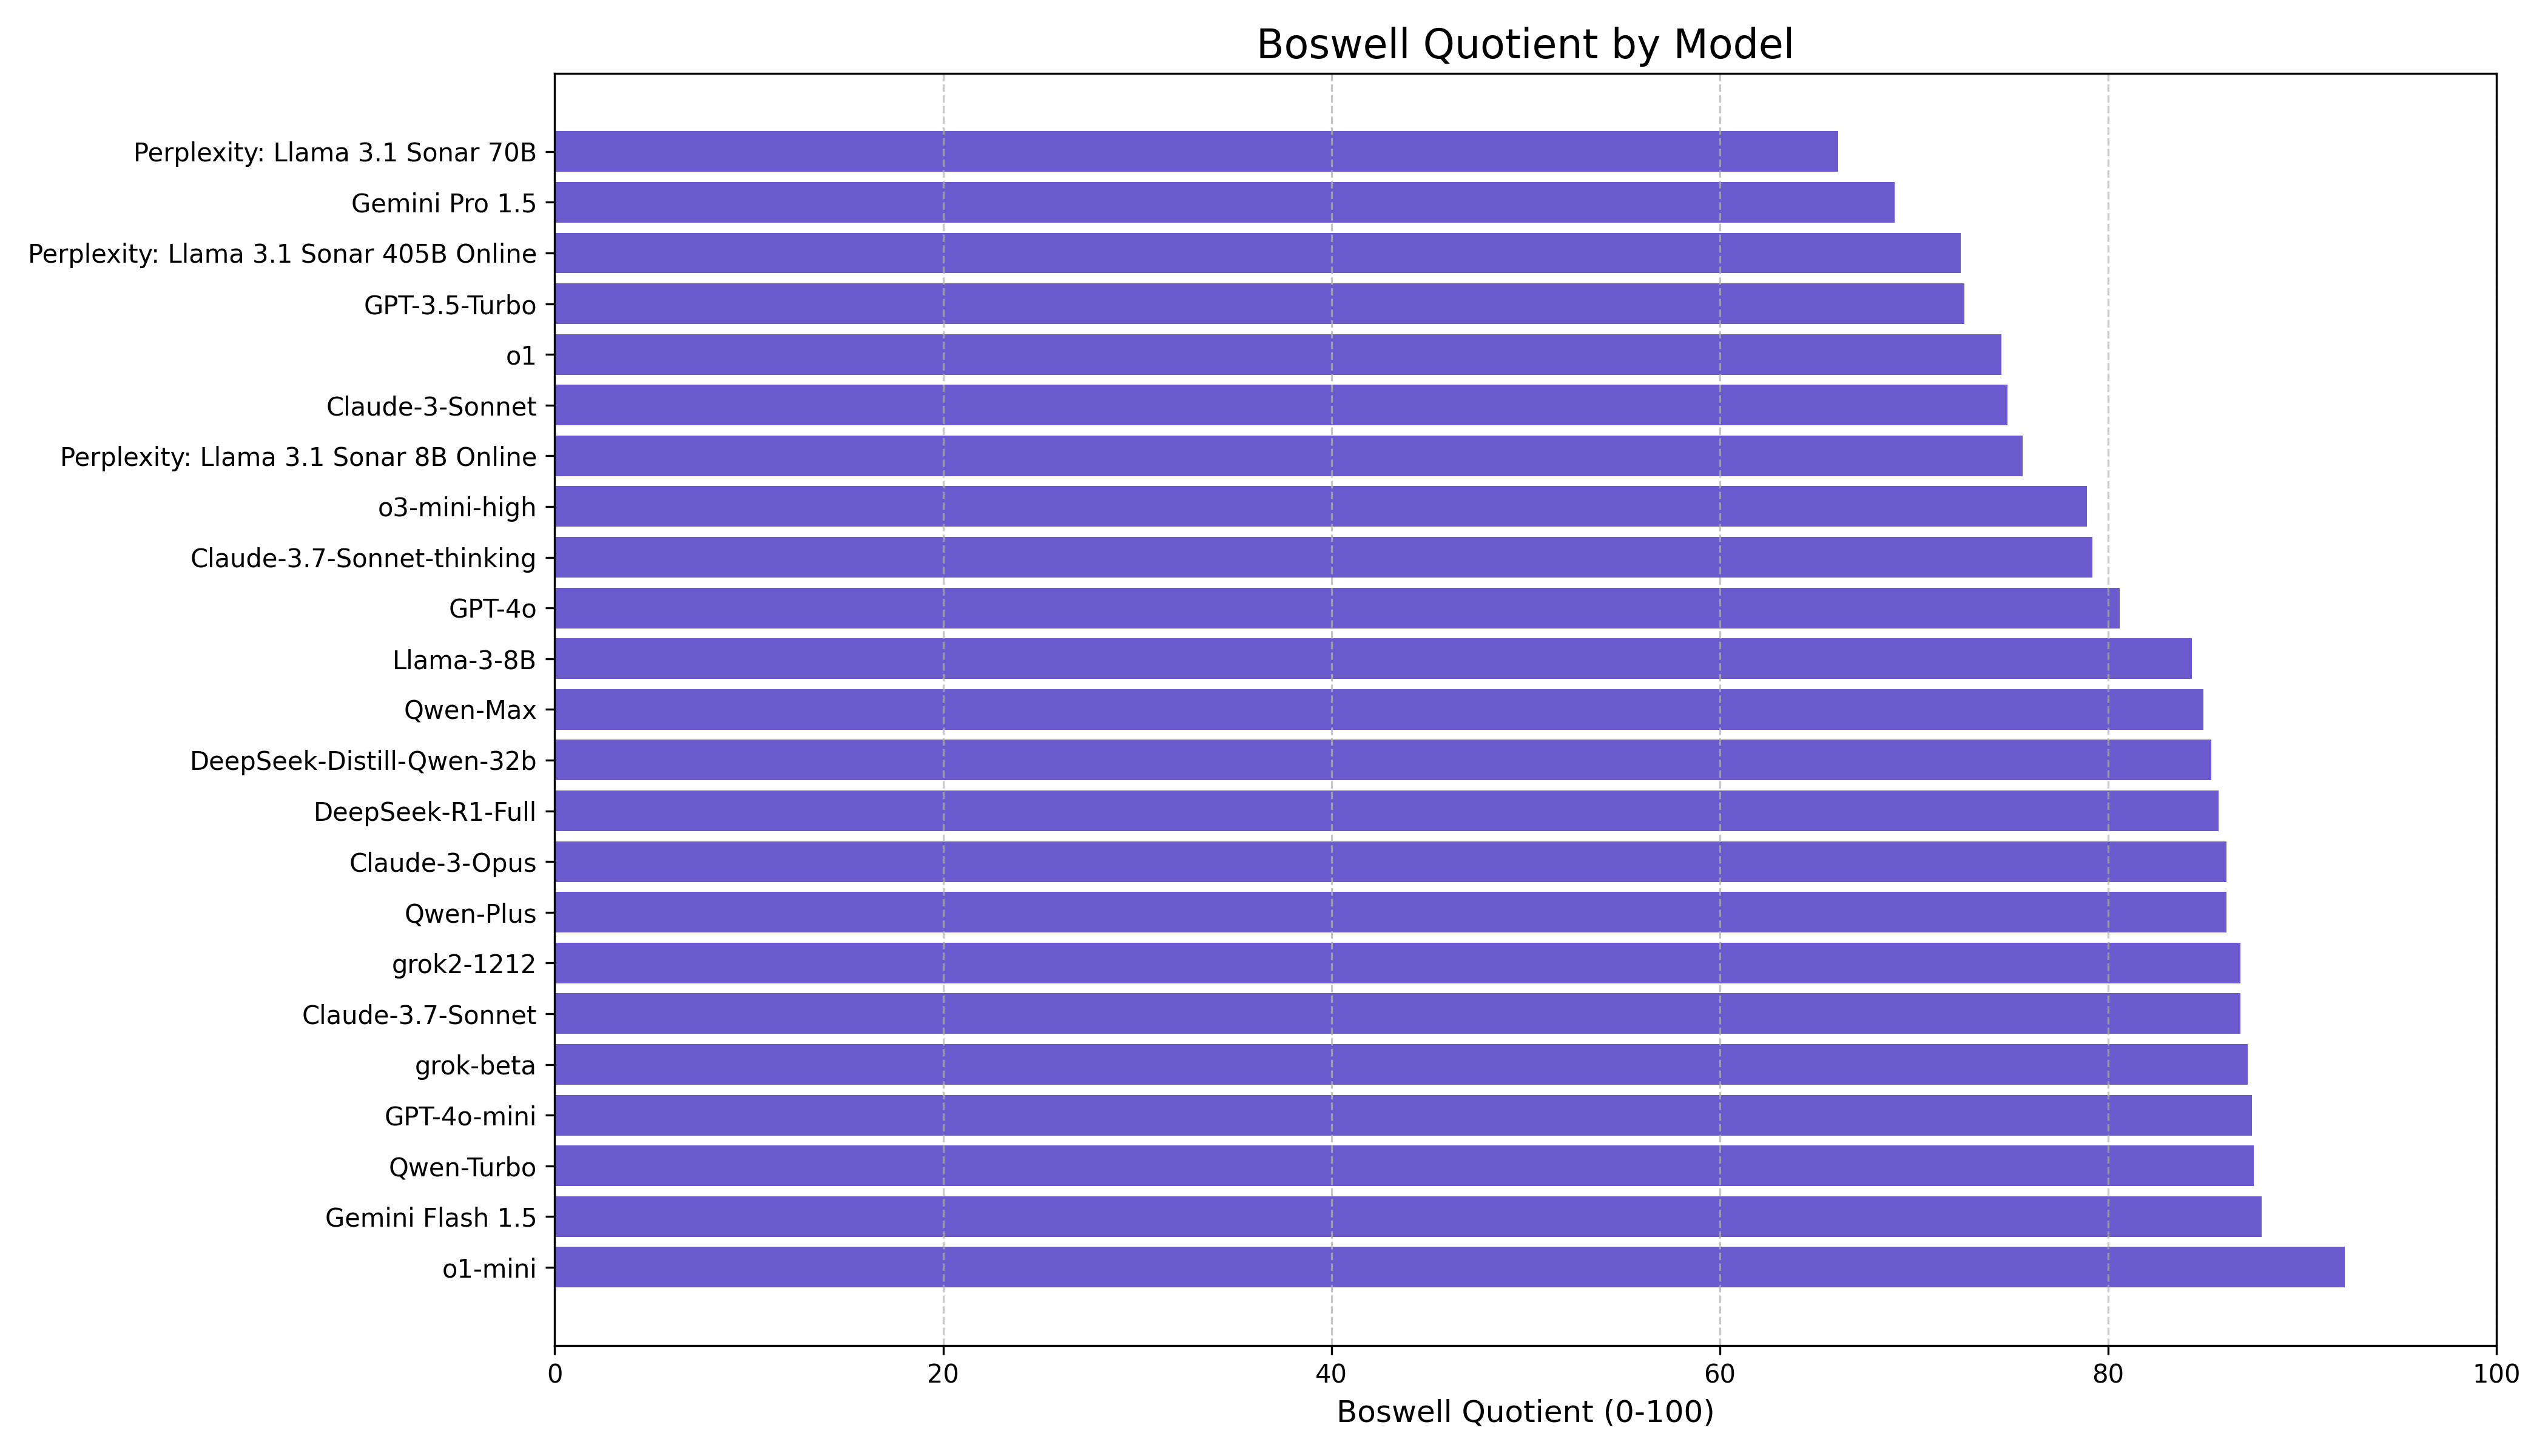 Boswell Quotient by Model
Perplexity: Llama 3.1 Sonar 70B
Gemini Pro 1.5
Perplexity: Llama 3.1 Sonar 405B Online
GPT-3.5-Turbo
o1
Claude-3-Sonnet
Perplexity: Llama 3.1 Sonar 8B Online
o3-mini-high
Claude-3.7-Sonnet-thinking
GPT-4o
Llama-3-8B
Qwen-Max
DeepSeek-Distill-Qwen-32b
DeepSeek-R1-Full
Claude-3-Opus
Qwen-Plus
grok2-1212
Claude-3.7-Sonnet
grok-beta
GPT-4o-mini
Qwen-Turbo
Gemini Flash 1.5
o1-mini
0 20 40 60 80 100
Boswell Quotient (0-100)